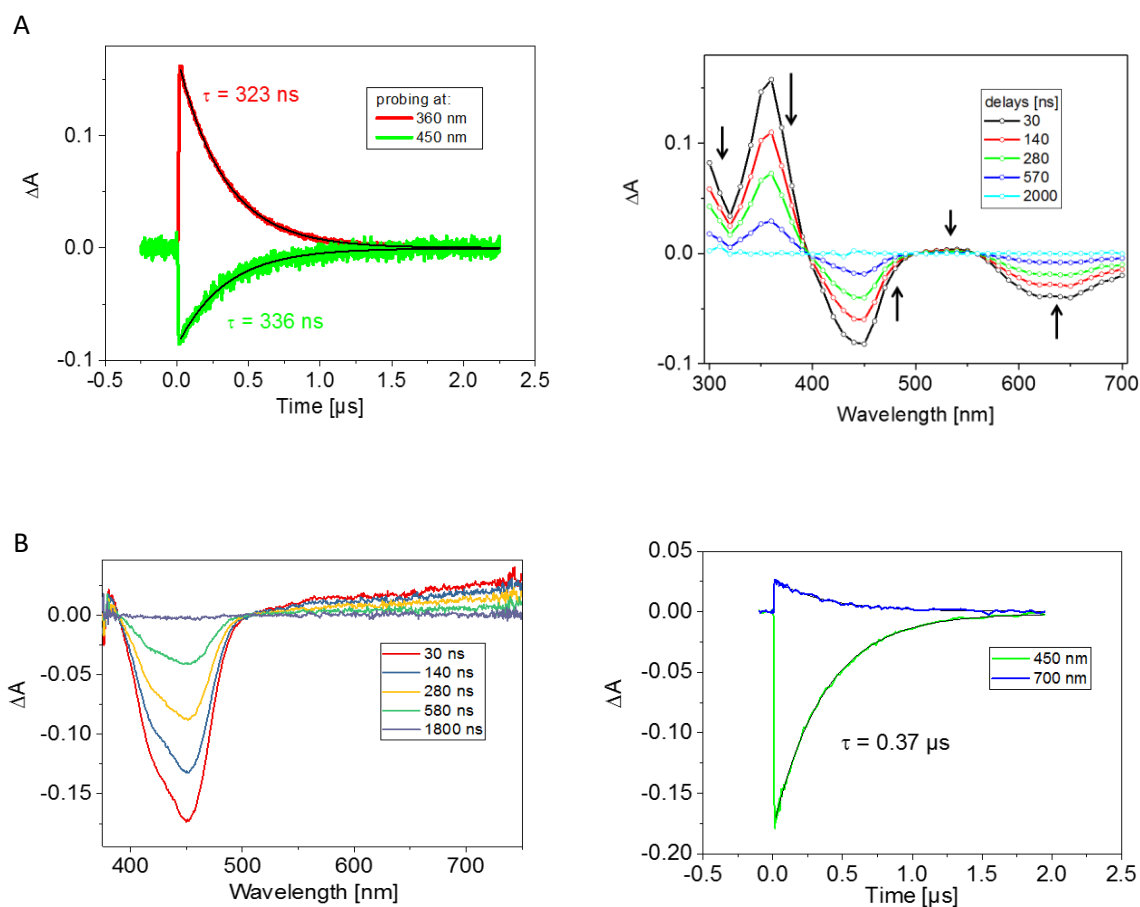 A
τ = 323 ns
probing at:
360 nm
450 nm
τ = 336 ns
ΔA
0.1
0.0
-0.1
-0.5 0.0 0.5 1.0 1.5 2.0 2.5
Time [µs]
delays [ns]
30
140
280
570
2000
ΔA
0.1
0.0
-0.1
300 400 500 600 700
Wavelength [nm]
B
ΔA
0.00
-0.05
-0.10
-0.15
30 ns
140 ns
280 ns
580 ns
1800 ns
400 500 600 700
Wavelength [nm]
ΔA
0.05
0.00
-0.05
-0.10
-0.15
-0.20
450 nm
700 nm
τ = 0.37 µs
-0.5 0.0 0.5 1.0 1.5 2.0 2.5
Time [µs]